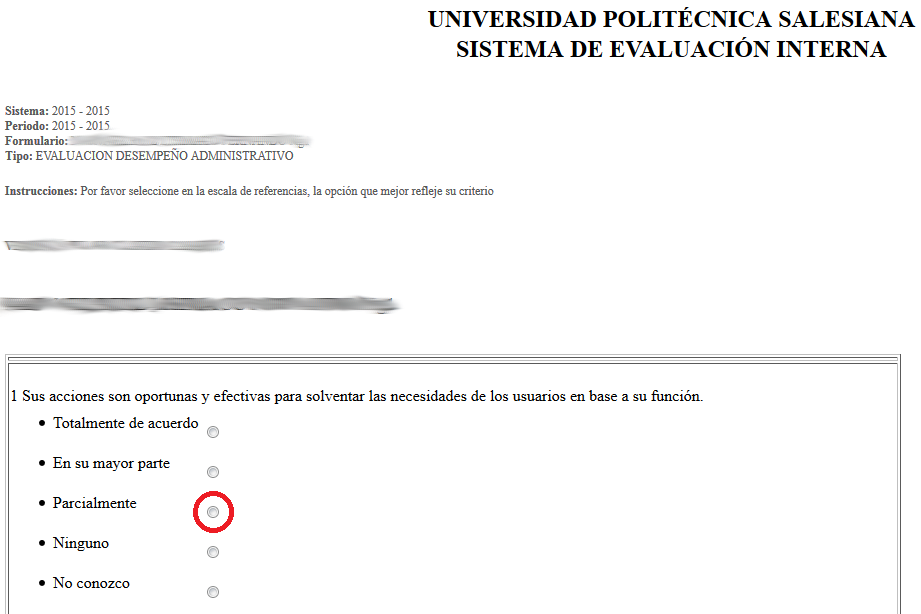 UNIVERSIDAD POLITÉCNICA SALESIANA
SISTEMA DE EVALUACIÓN INTERNA
Sistema: 2015 - 2015
Periodo: 2015 - 2015
Formulario:
Tipo: EVALUACION DESEMPEÑO ADMINISTRATIVO
Instrucciones: Por favor seleccione en la escala de referencias, la opción que mejor refleje su criterio
1 Sus acciones son oportunas y efectivas para solventar las necesidades de los usuarios en base a su función.
• Totalmente de acuerdo
• En su mayor parte
• Parcialmente
• Ninguno
• No conozco